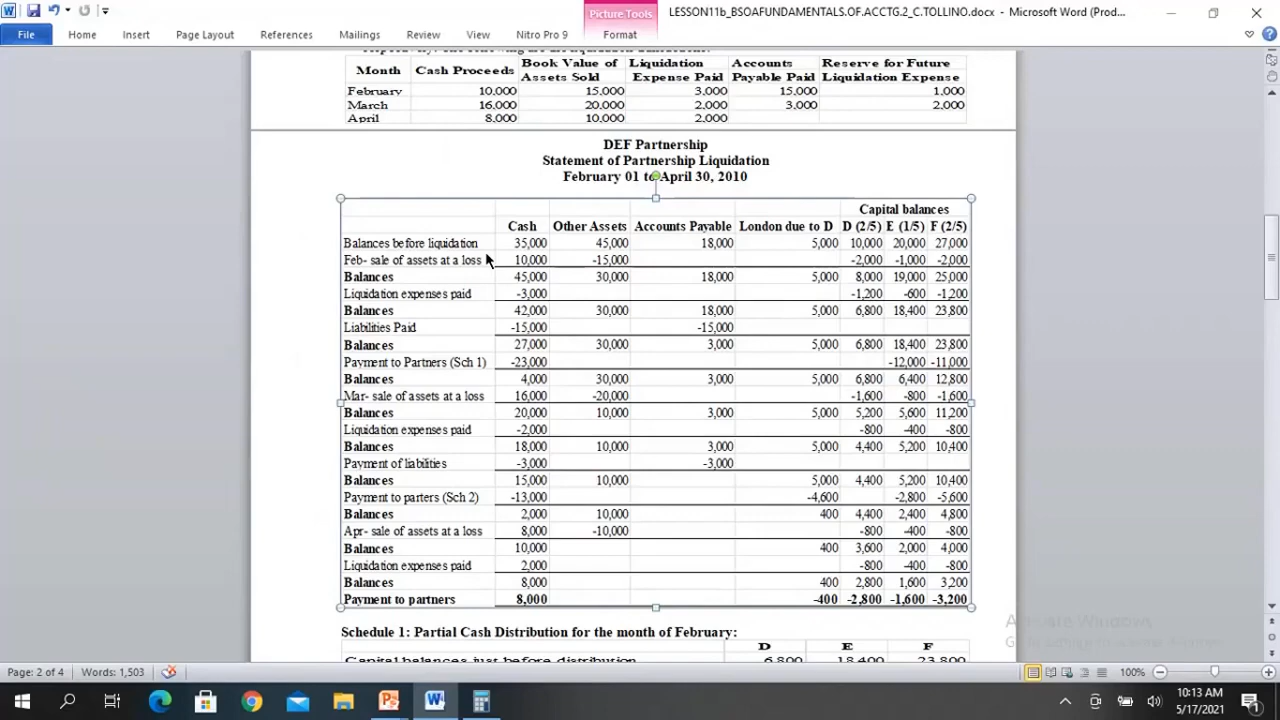 Picture Tools
LESSON11b_BSOAFUNDAMENTALS.OF.ACCTG.2_C.TOLLINO.docx - Microsoft Word (Prod...
File Home Insert Page Layout References Mailings Review View Nitro Pro 9 Format
Month Cash Proceeds Book Value of Assets Sold Liquidation Expense Paid Accounts Payable Paid Reserve for Future Liquidation Expense
February 10,000 15,000 3,000 15,000 1,000
March 16,000 20,000 2,000 3,000 2,000
April 8,000 10,000 2,000
DEF Partnership
Statement of Partnership Liquidation
February 01 to April 30, 2010
Capital balances
Cash Other Assets Accounts Payable London due to D D (2/5) E (1/5) F (2/5)
Balances before liquidation 35,000 45,000 18,000 5,000 10,000 20,000 27,000
Feb- sale of assets at a loss 10,000 -15,000 -2,000 -1,000 -2,000
Balances 45,000 30,000 18,000 5,000 8,000 19,000 25,000
Liquidation expenses paid -3,000 -1,200 -600 -1,200
Balances 42,000 30,000 18,000 5,000 6,800 18,400 23,800
Liabilities Paid -15,000 -15,000
Balances 27,000 30,000 3,000 5,000 6,800 18,400 23,800
Payment to Partners (Sch 1) -23,000 -12,000 -11,000
Balances 4,000 30,000 3,000 5,000 6,800 6,400 12,800
Mar- sale of assets at a loss 16,000 -20,000 -1,600 -800 -1,600
Balances 20,000 10,000 3,000 5,000 5,200 5,600 11,200
Liquidation expenses paid -2,000 -800 -400 -800
Balances 18,000 10,000 3,000 5,000 4,400 5,200 10,400
Payment of liabilities -3,000 -3,000
Balances 15,000 10,000 5,000 4,400 5,200 10,400
Payment to parters (Sch 2) -13,000 -4,600 -2,800 -5,600
Balances 2,000 10,000 400 4,400 2,400 4,800
Apr- sale of assets at a loss 8,000 -10,000 -800 -400 -800
Balances 10,000 400 3,600 2,000 4,000
Liquidation expenses paid 2,000 -800 -400 -800
Balances 8,000 400 2,800 1,600 3,200
Payment to partners 8,000 -400 -2,800 -1,600 -3,200
Schedule 1: Partial Cash Distribution for the month of February:
D E F
Capital balances just before distribution 6,800 18,400 23,800
Activate Windows
Page: 2 of 4 Words: 1,503 100%
10:13 AM
5/17/2021